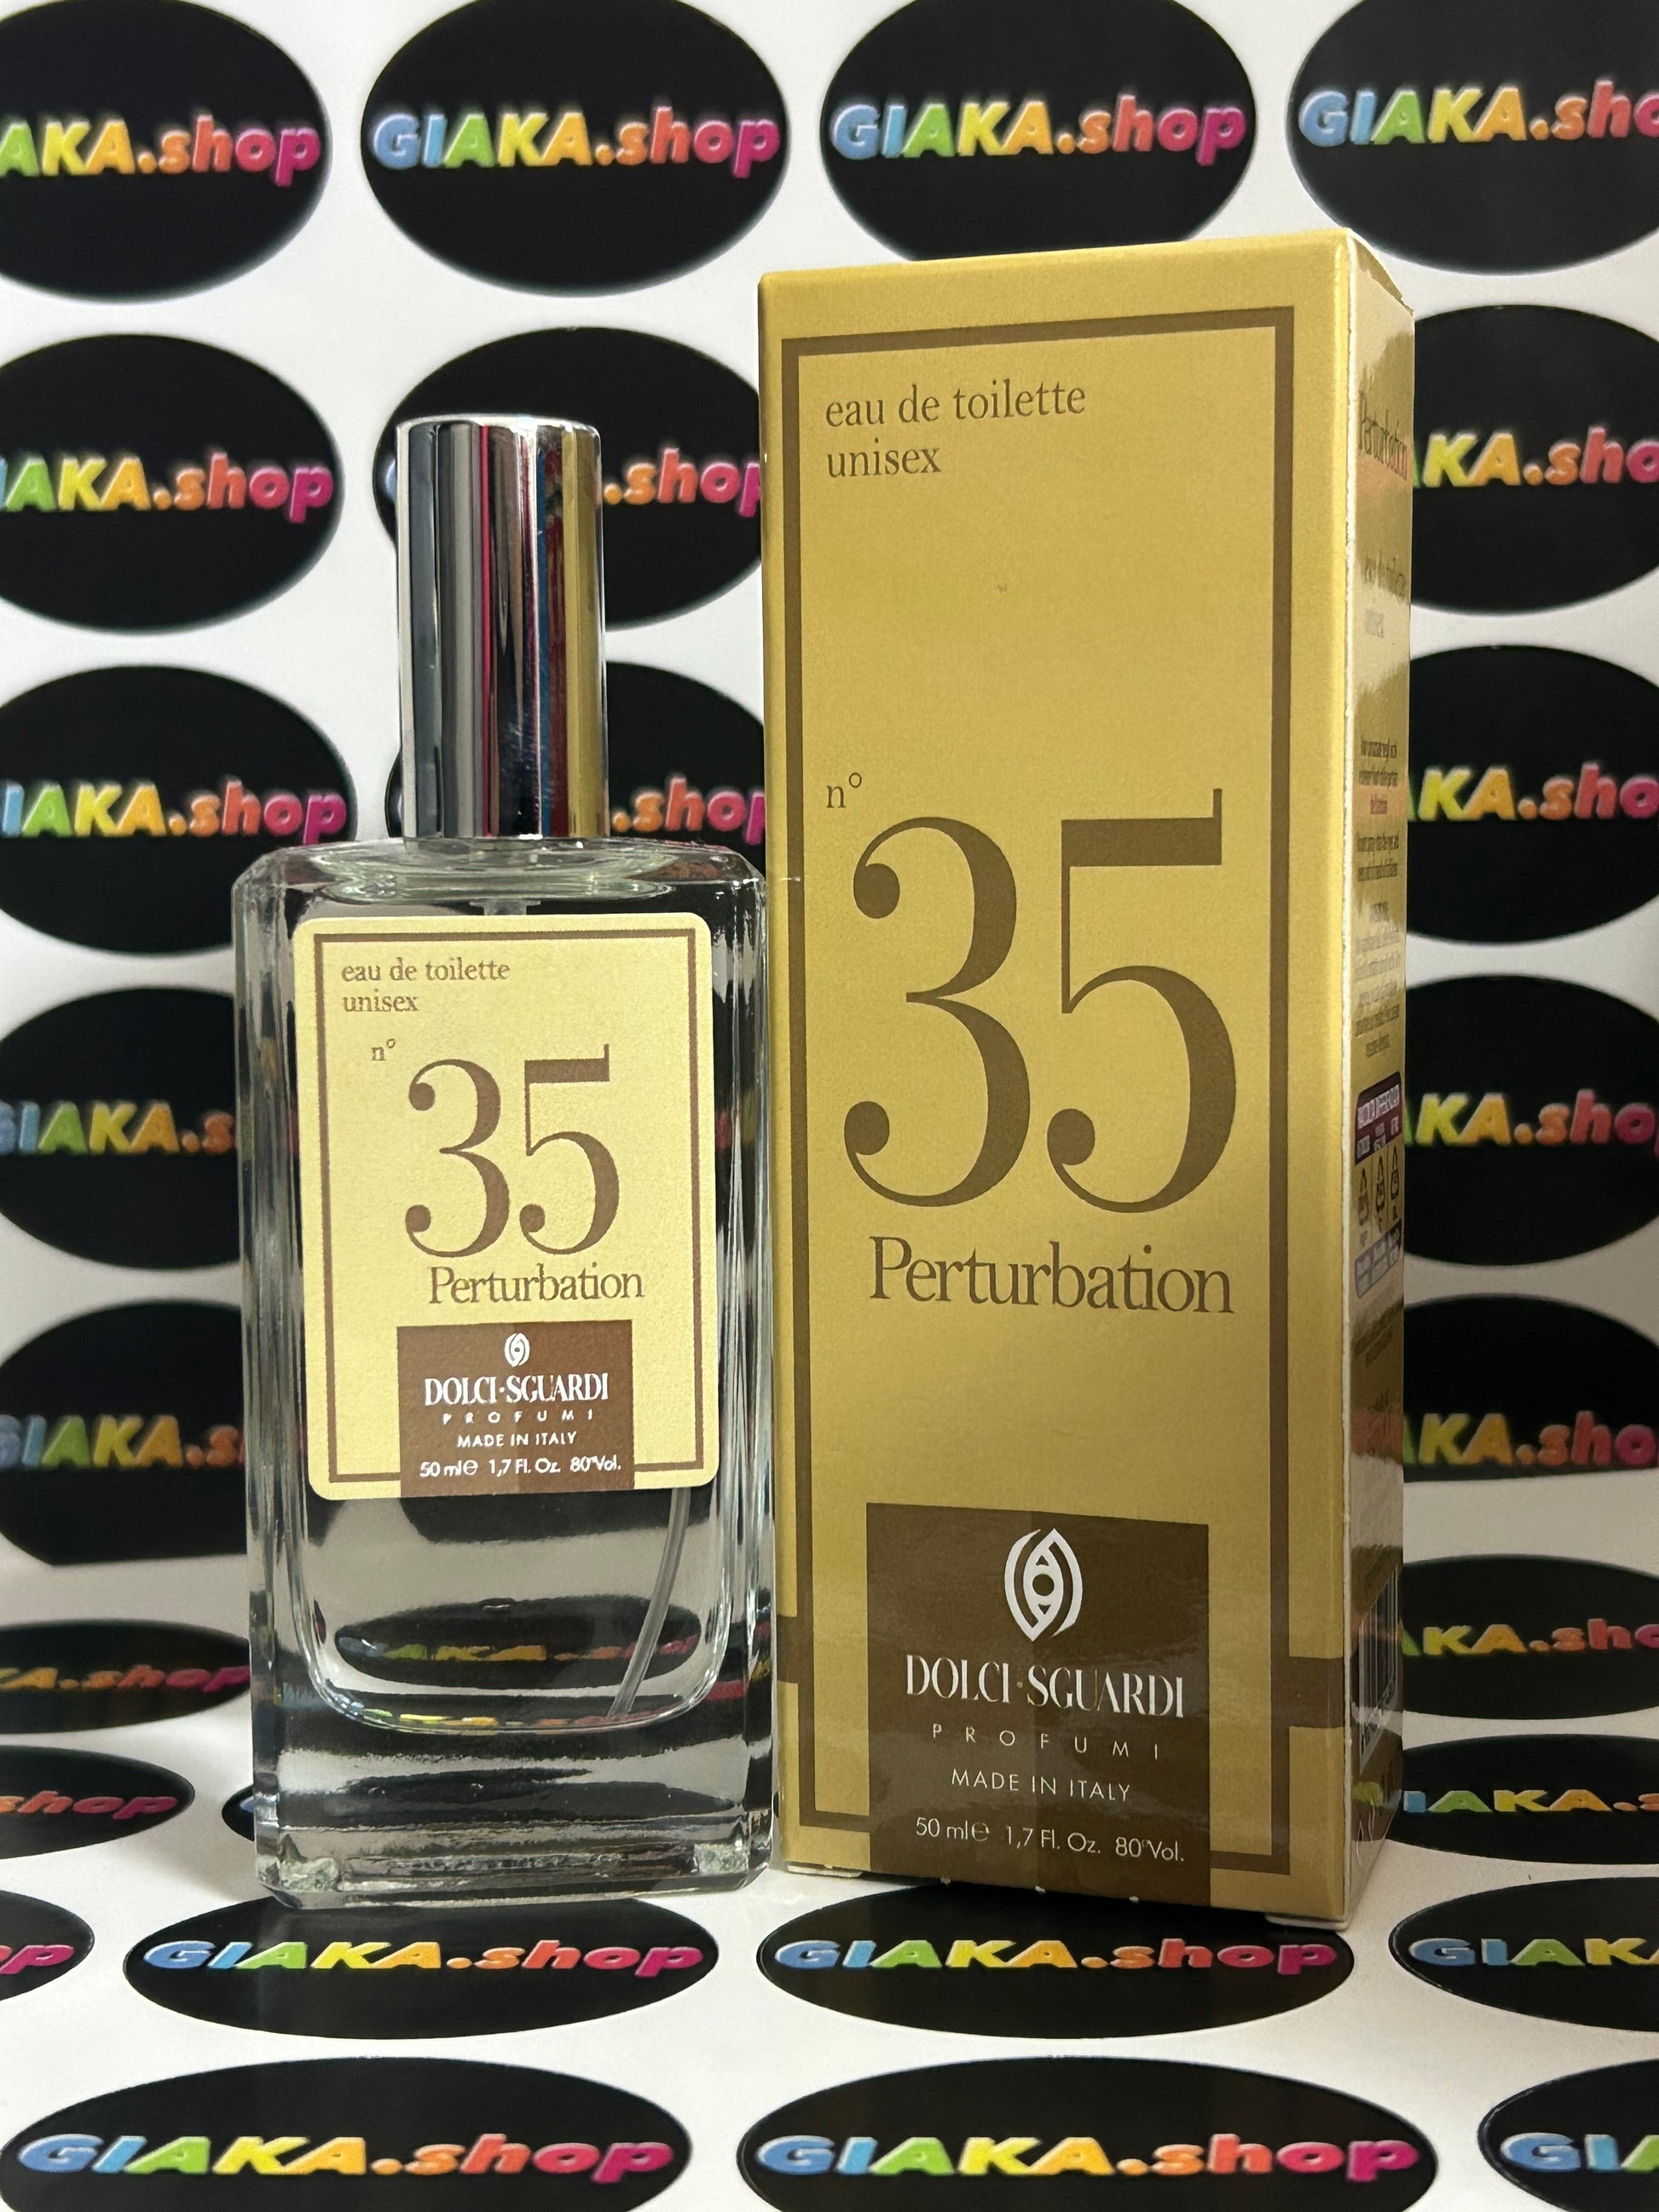 GIAKA.shop
GIAKA.shop
eau de toilette
unisex
n°
35
Perturbation
DOLCI·SGUARDI
PROFUMI
MADE IN ITALY
50 ml℮ 1,7 Fl. Oz. 80°Vol.
eau de toilette
unisex
n°
35
Perturbation
DOLCI·SGUARDI
PROFUMI
MADE IN ITALY
50 ml℮ 1,7 Fl. Oz. 80°Vol.
Perturbation
GIAKA.shop
GIAKA.shop
GIAKA.shop
GIAKA.shop